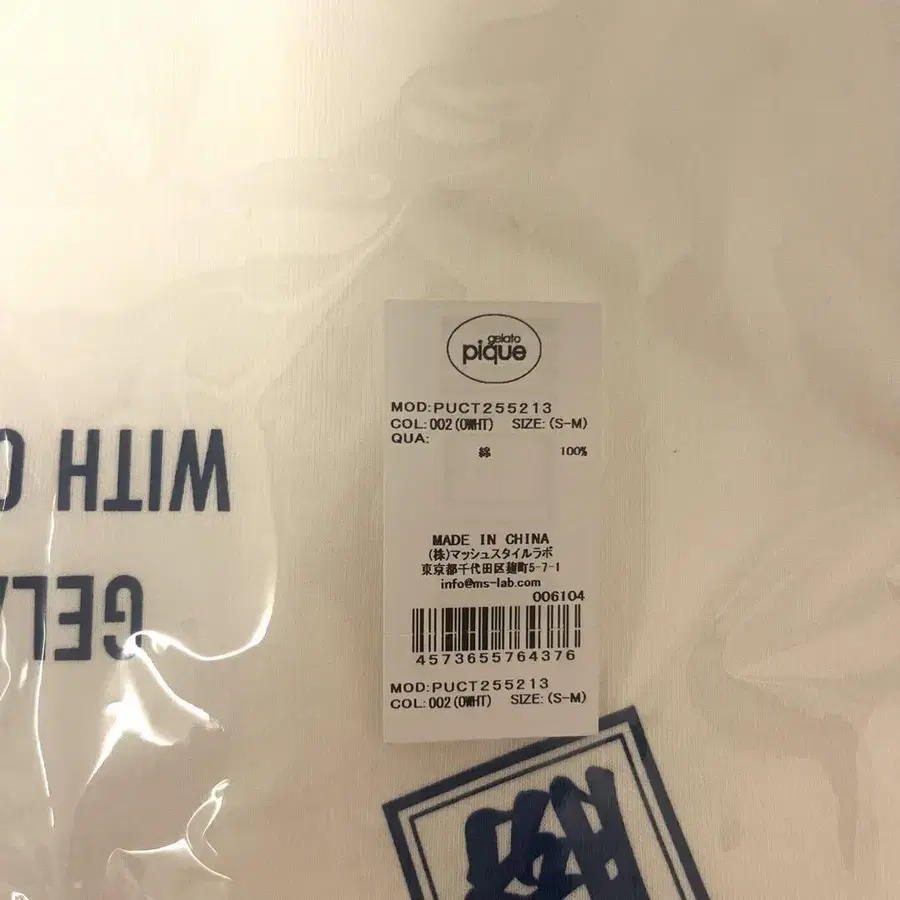 gelato
pique
MOD:PUCT255213
COL:002(OWHT) SIZE:(S-M)
QUA:
綿 100%
MADE IN CHINA
(株)マッシュスタイルラボ
東京都千代田区麹町5-7-1
info@ms-lab.com
006104
4573655764376
MOD:PUCT255213
COL:002(OWHT) SIZE:(S-M)
WITH
GEL